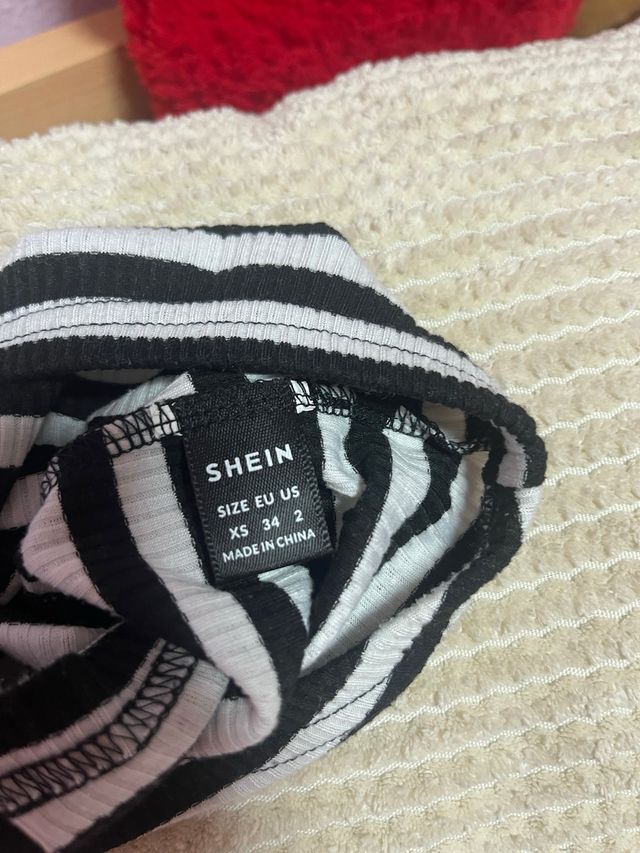 SHEIN
SIZE EU US
XS 34 2
MADE IN CHINA